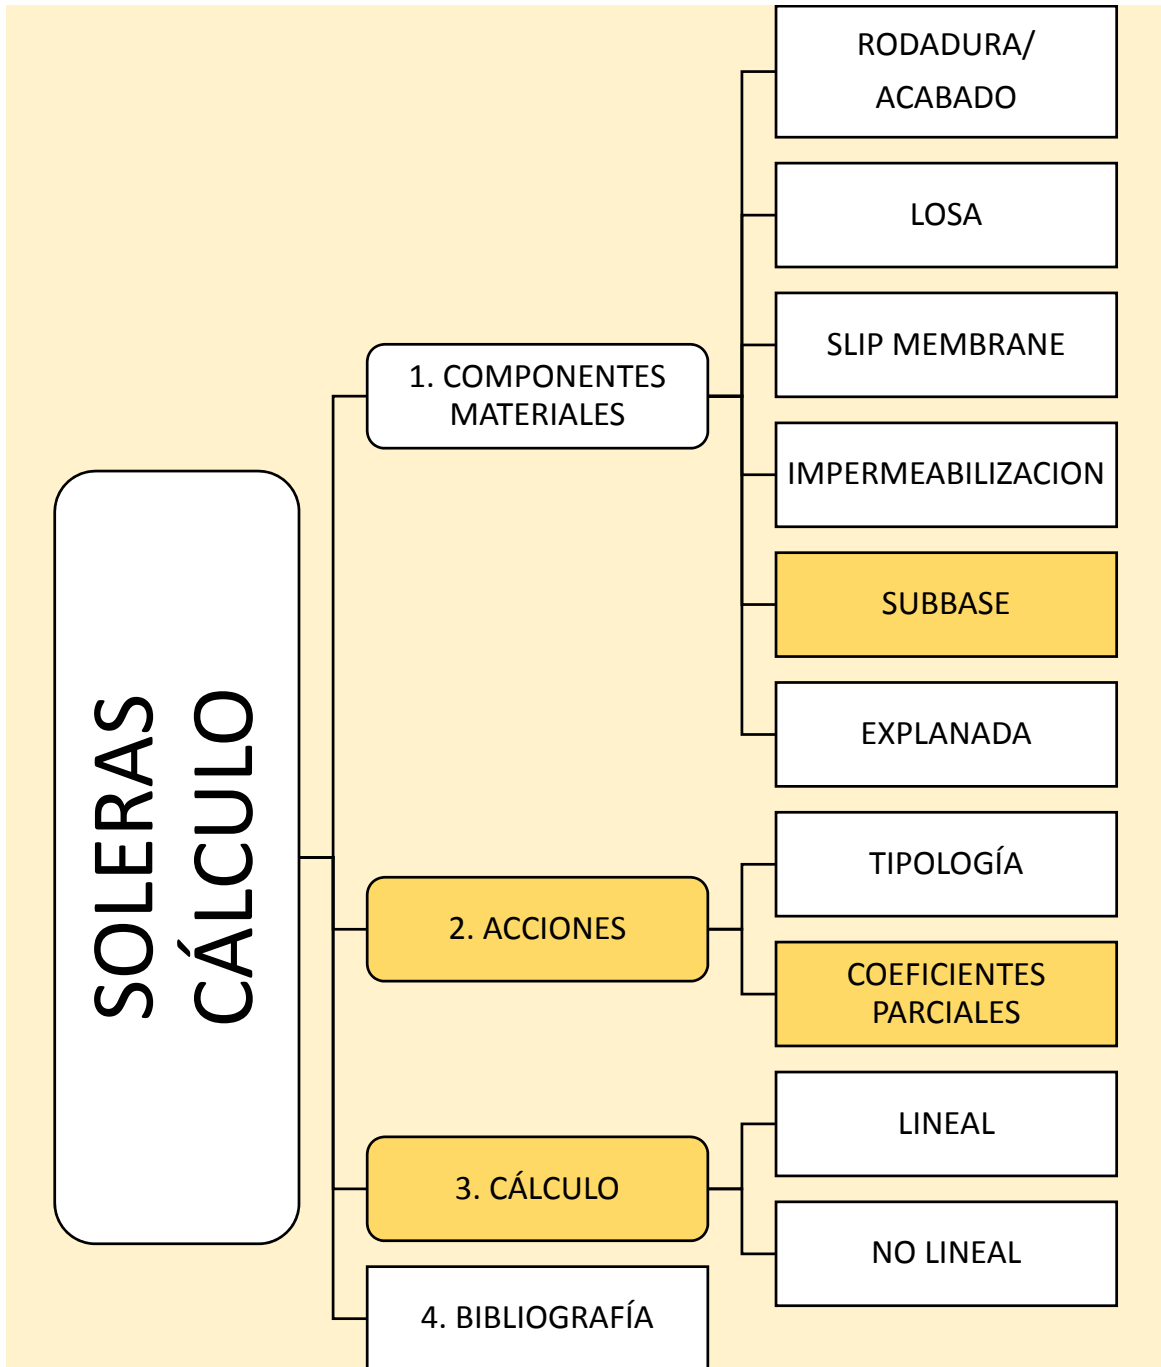 SOLERAS
CÁLCULO
1. COMPONENTES
MATERIALES
RODADURA/
ACABADO
LOSA
SLIP MEMBRANE
IMPERMEABILIZACION
SUBBASE
EXPLANADA
2. ACCIONES
TIPOLOGÍA
COEFICIENTES
PARCIALES
3. CÁLCULO
LINEAL
NO LINEAL
4. BIBLIOGRAFÍA